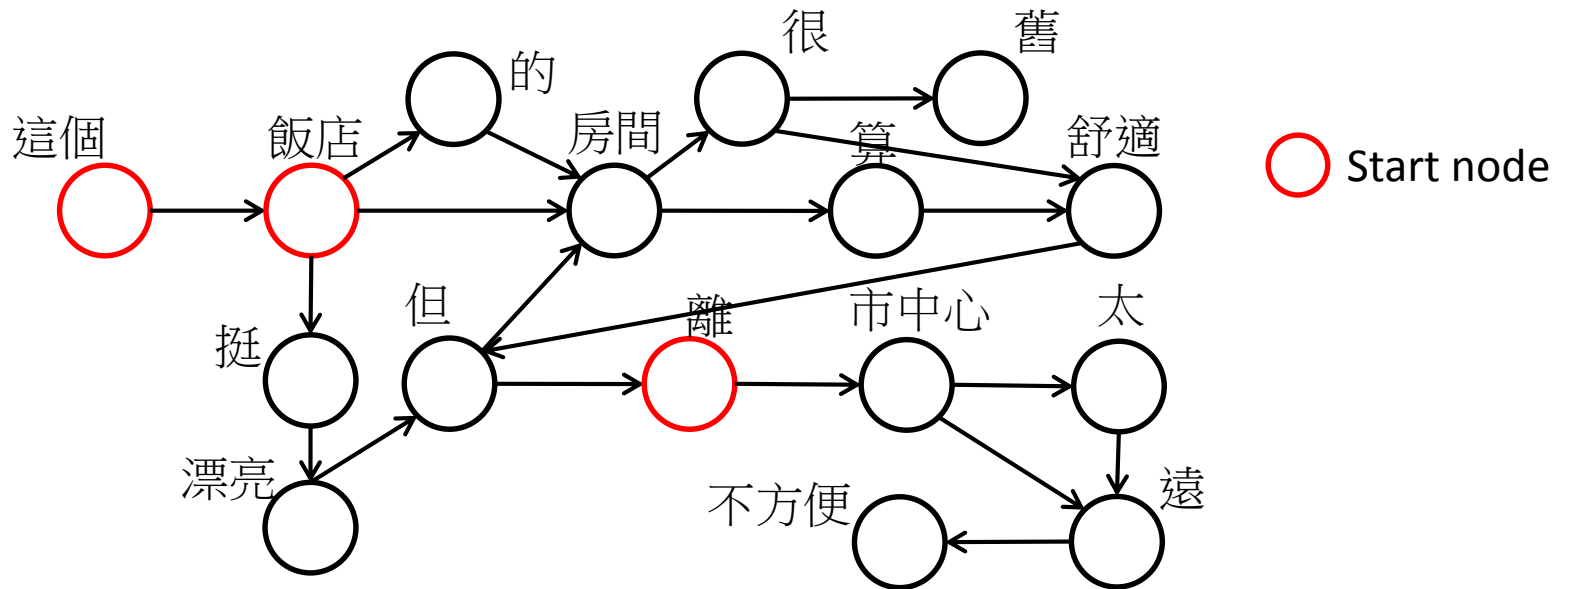 很
舊
的
這個
飯店
房間
算
舒適
Start node
但
離
市中心
太
挺
漂亮
不方便
遠